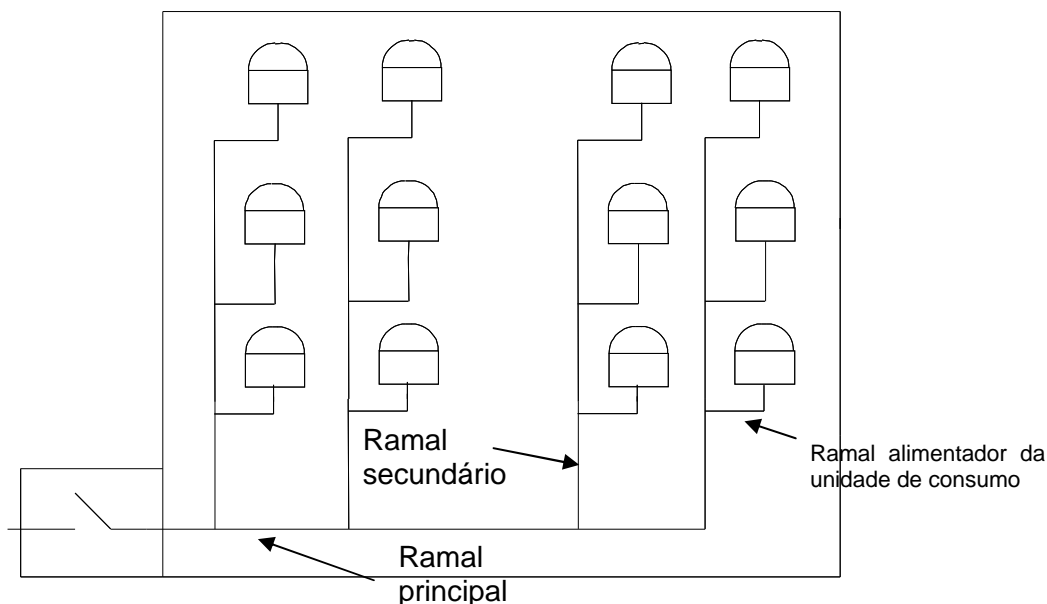 Ramal
secundário
Ramal alimentador da
unidade de consumo
Ramal
principal